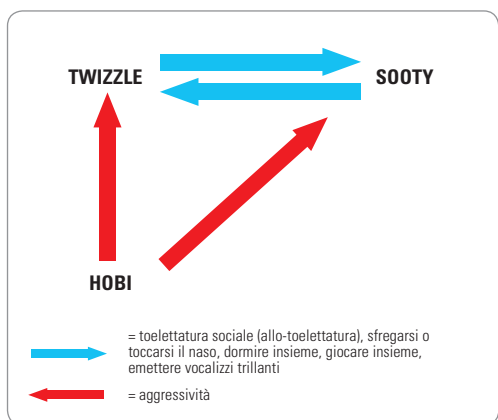 TWIZZLE
SOOTY
HOBI
= toelettatura sociale (allo-toelettatura), sfregarsi o
toccarsi il naso, dormire insieme, giocare insieme,
emettere vocalizzi trillanti
= aggressività